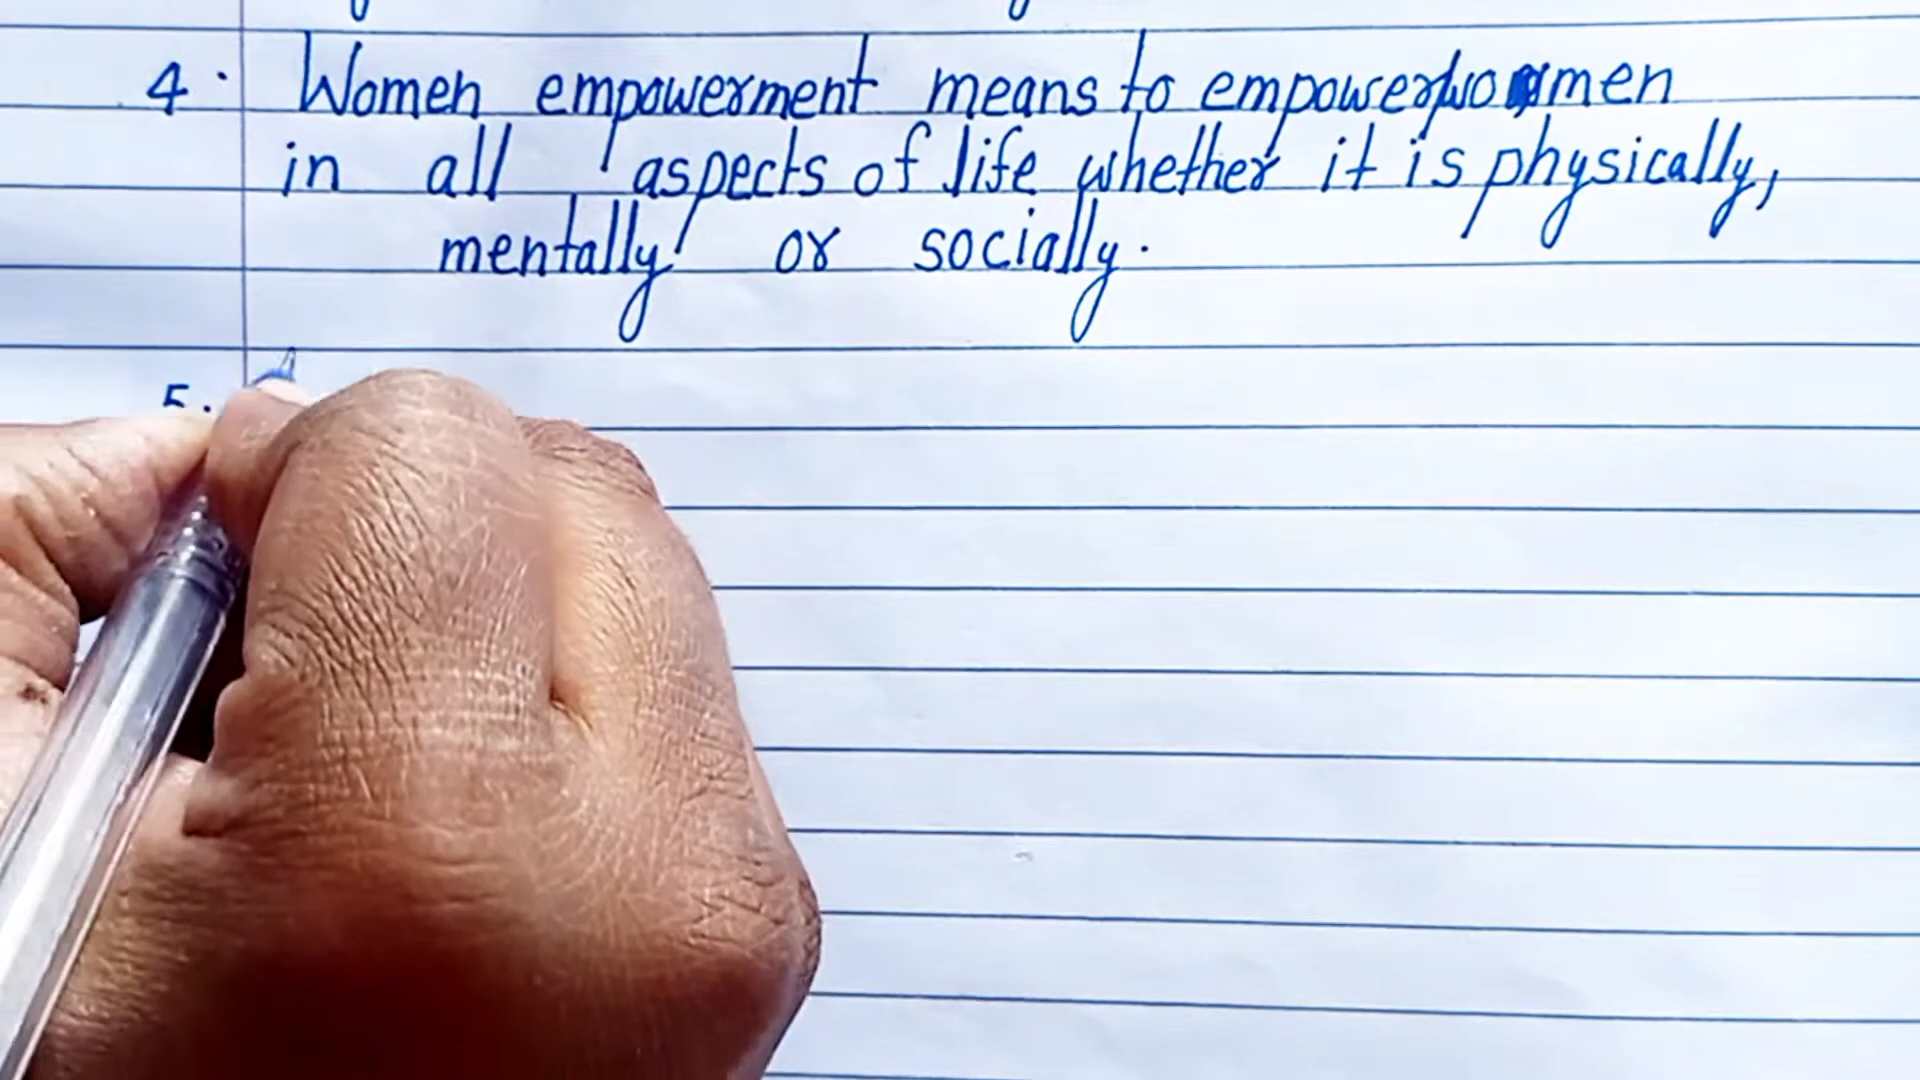 4. Women empowerment means to empower women
in all aspects of life whether it is physically,
mentally or socially.
5.